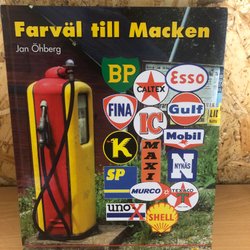 Farväl till Macken
Jan Öhberg
BP
CALTEX
Esso
FINA
Gulf
IC
Mobil
K
MAXI
NYNÄS
SP
MURCO
TEXACO
uno X
SHELL